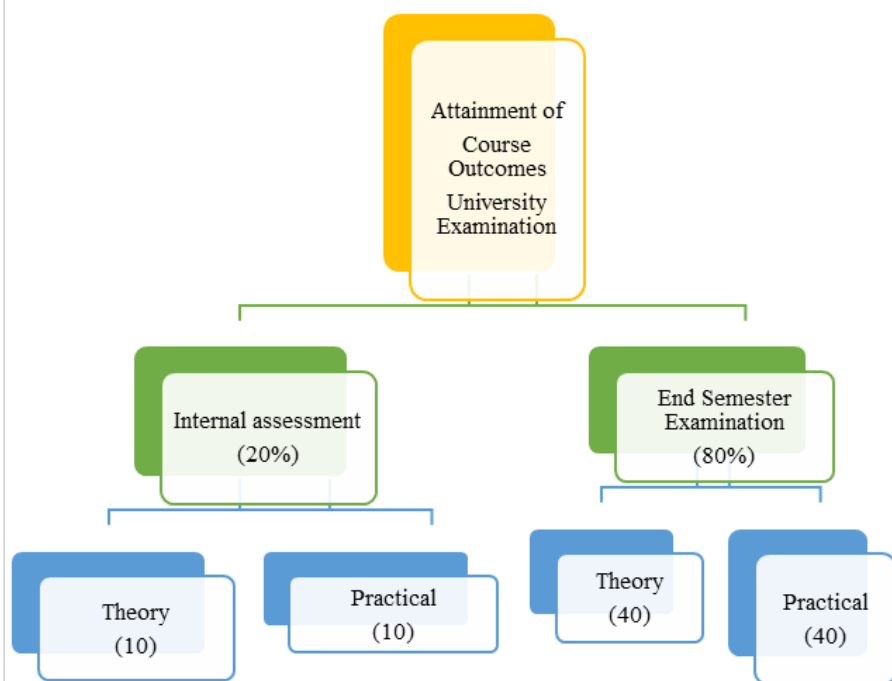 Attainment of
Course
Outcomes
University
Examination
Internal assessment
(20%)
End Semester
Examination
(80%)
Theory
(10)
Practical
(10)
Theory
(40)
Practical
(40)